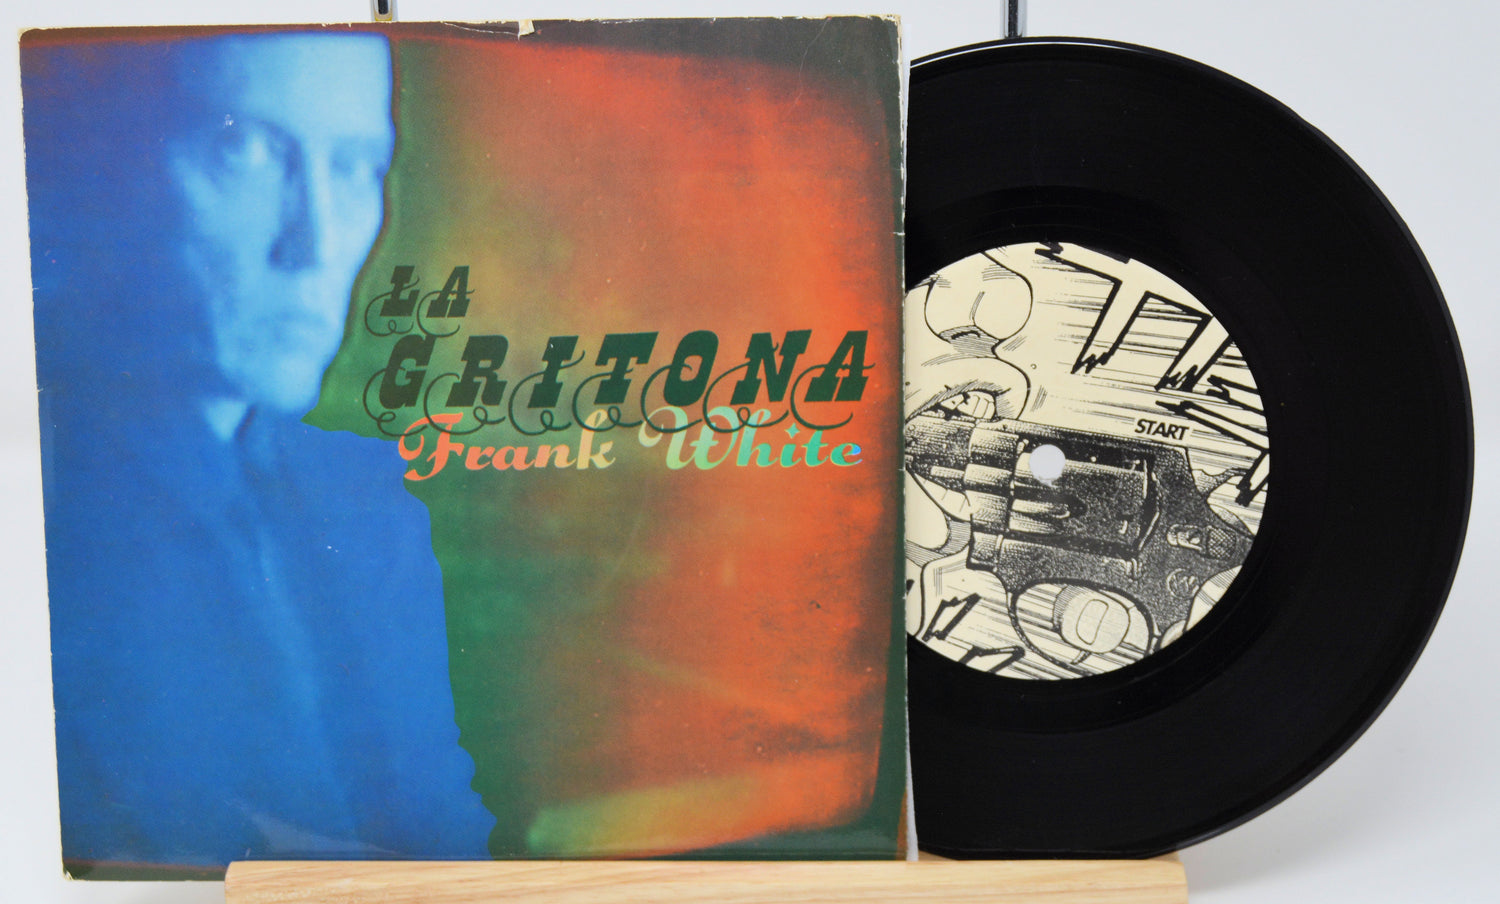 LA
GRITONA
Frank White
START